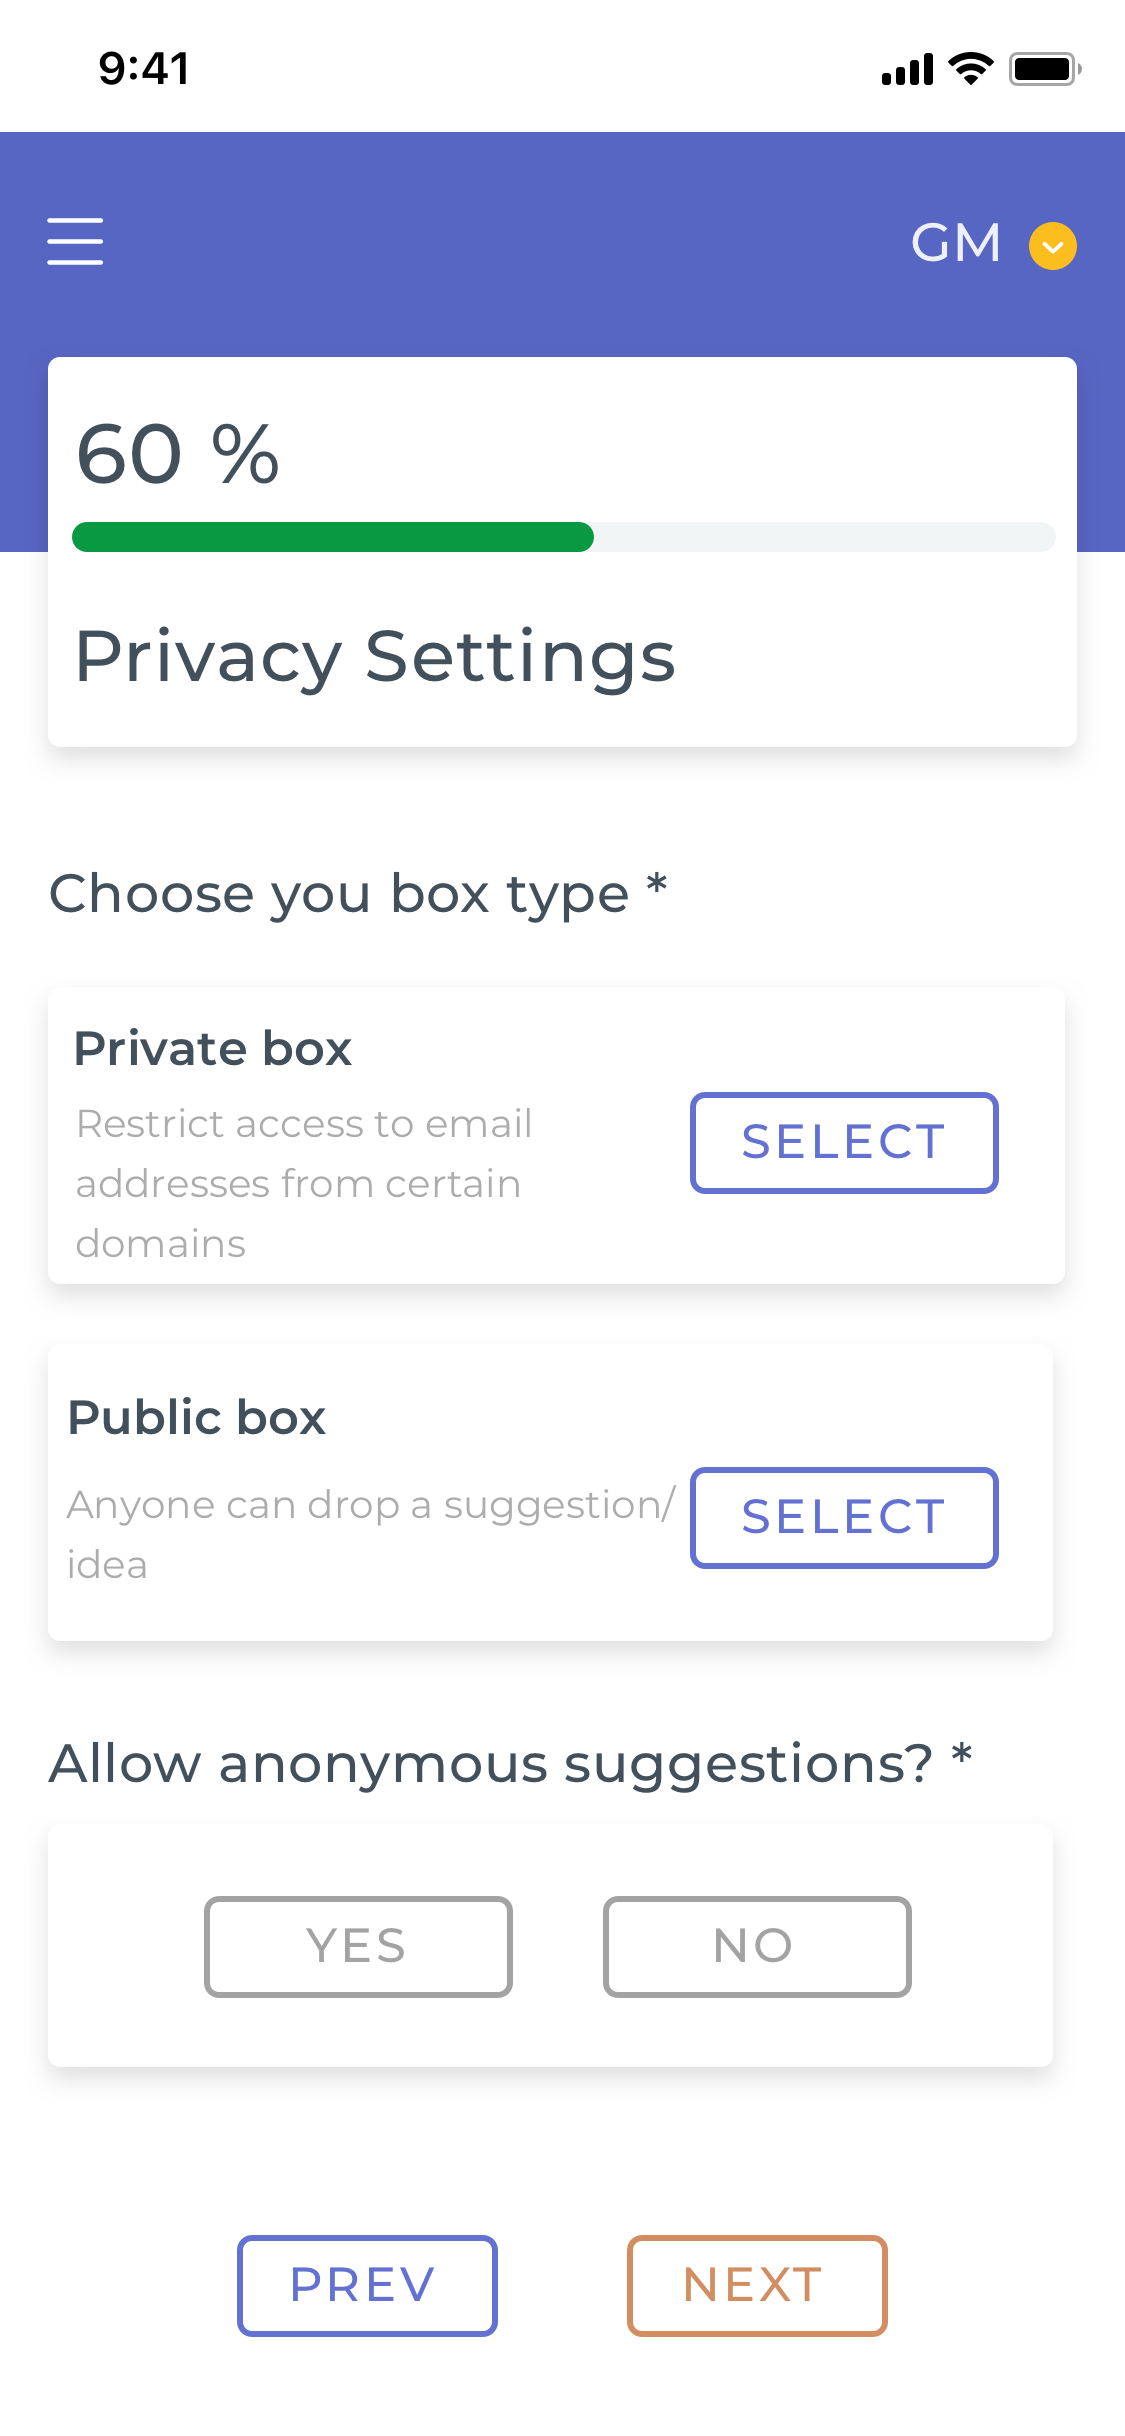 9:41
GM
60 %
Privacy Settings
Choose you box type *
Private box
Restrict access to email
addresses from certain
domains
SELECT
Public box
Anyone can drop a suggestion/
idea
SELECT
Allow anonymous suggestions? *
YES
NO
PREV
NEXT